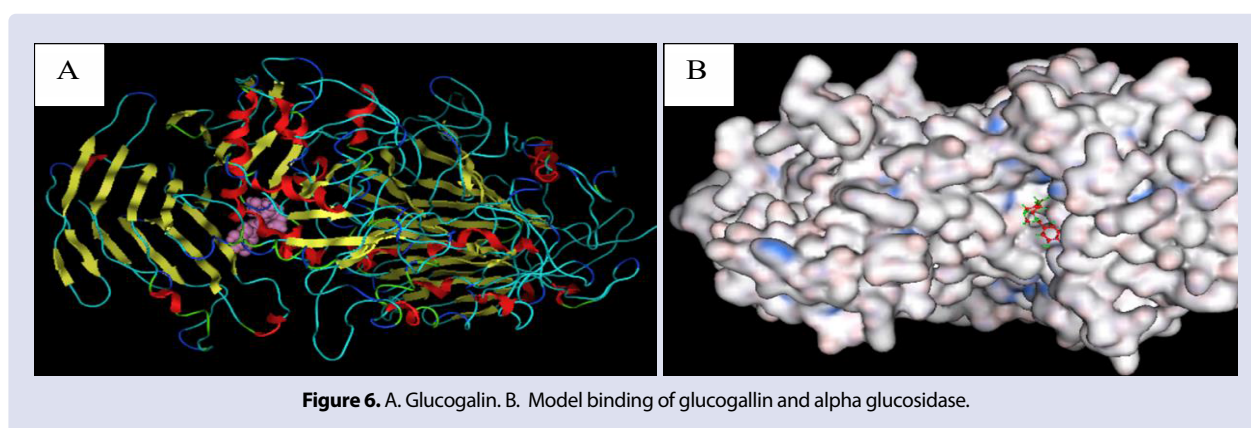 A
B
Figure 6. A. Glucogalin. B. Model binding of glucogallin and alpha glucosidase.